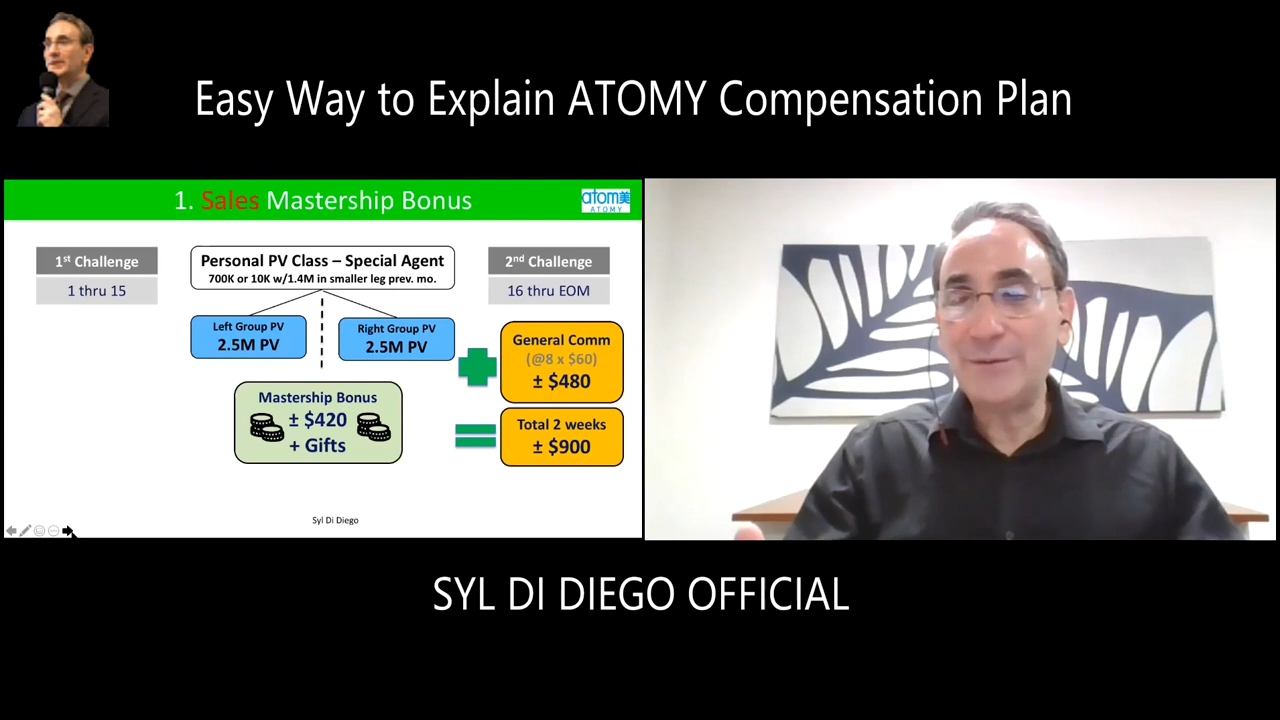 Easy Way to Explain ATOMY Compensation Plan
1. Sales Mastership Bonus
atom美
ATOMY
1st Challenge
1 thru 15
Personal PV Class – Special Agent
700K or 10K w/1.4M in smaller leg prev. mo.
2nd Challenge
16 thru EOM
Left Group PV
2.5M PV
Right Group PV
2.5M PV
General Comm
(@8 x $60)
± $480
Mastership Bonus
± $420
+ Gifts
Total 2 weeks
± $900
Syl Di Diego
SYL DI DIEGO OFFICIAL